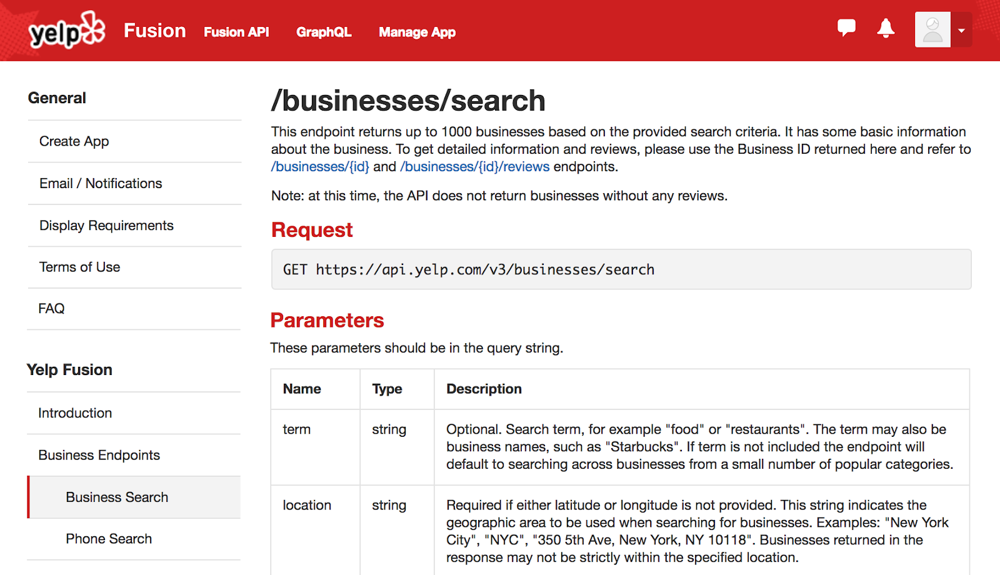 yelp Fusion Fusion API GraphQL Manage App
General
Create App
Email / Notifications
Display Requirements
Terms of Use
FAQ
Yelp Fusion
Introduction
Business Endpoints
Business Search
Phone Search
/businesses/search
This endpoint returns up to 1000 businesses based on the provided search criteria. It has some basic information
about the business. To get detailed information and reviews, please use the Business ID returned here and refer to
/businesses/{id} and /businesses/{id}/reviews endpoints.
Note: at this time, the API does not return businesses without any reviews.
Request
GET https://api.yelp.com/v3/businesses/search
Parameters
These parameters should be in the query string.
Name Type Description
term string Optional. Search term, for example "food" or "restaurants". The term may also be
business names, such as "Starbucks". If term is not included the endpoint will
default to searching across businesses from a small number of popular categories.
location string Required if either latitude or longitude is not provided. This string indicates the
geographic area to be used when searching for businesses. Examples: "New York
City", "NYC", "350 5th Ave, New York, NY 10118". Businesses returned in the
response may not be strictly within the specified location.